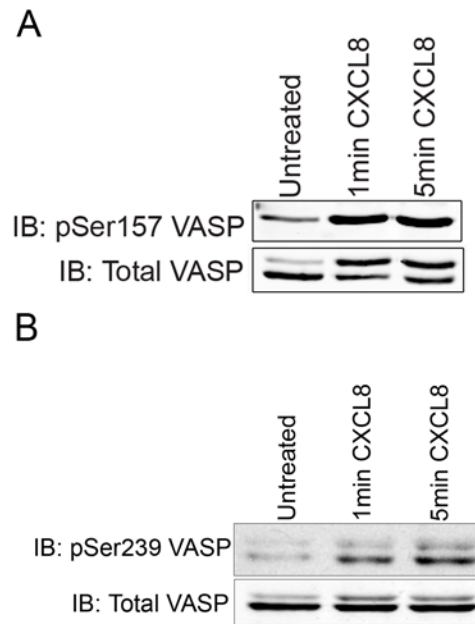 A
Untreated
1min CXCL8
5min CXCL8
IB: pSer157 VASP
IB: Total VASP
B
Untreated
1min CXCL8
5min CXCL8
IB: pSer239 VASP
IB: Total VASP